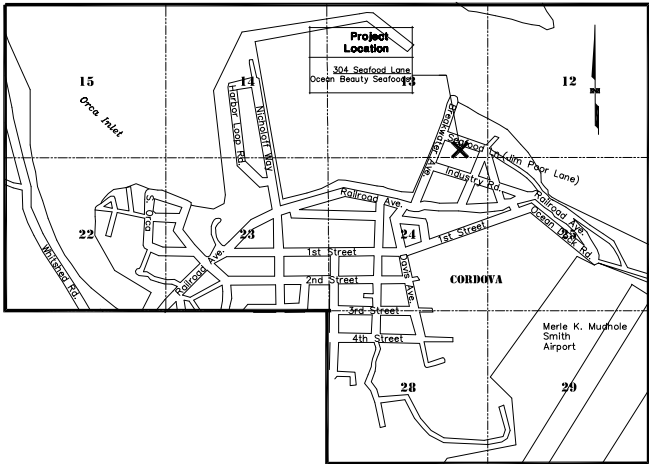 Project
Location
304 Seafood Lane
Ocean Beauty Seafoods
15
14
13
12
Orca Inlet
Harbor Loop Rd.
Nicholoff Way
Breakwater Ave.
Seafood Ln (Jim Poor Lane)
Industry Rd.
Railroad Ave.
Railroad Ave.
Ocean Dock Rd.
S. Orca
22
23
24
25
1st Street
Whitshed Rd.
Railroad Ave.
1st Street
Davis Ave.
2nd Street
CORDOVA
3rd Street
4th Street
Merle K. Mudhole
Smith
Airport
28
29